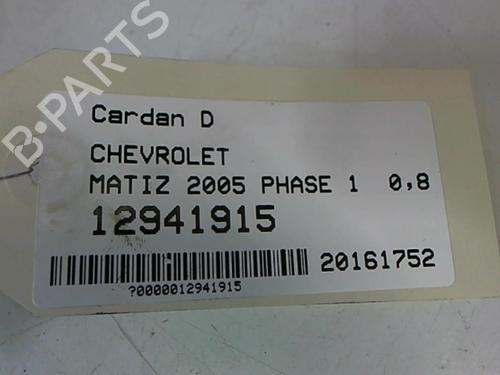 B-PARTS
Cardan D
CHEVROLET
MATIZ 2005 PHASE 1 0,8
12941915
20161752
?0000012941915